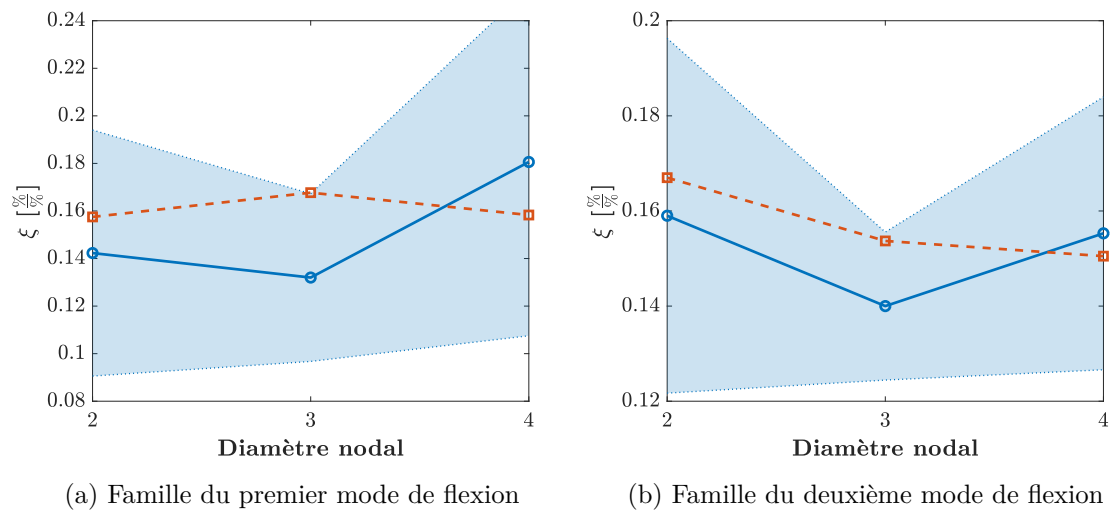 0.24
0.22
0.2
0.18
0.16
0.14
0.12
0.1
0.08
ξ [%/%]
2 3 4
Diamètre nodal
(a) Famille du premier mode de flexion
0.2
0.18
0.16
0.14
0.12
ξ [%/%]
2 3 4
Diamètre nodal
(b) Famille du deuxième mode de flexion